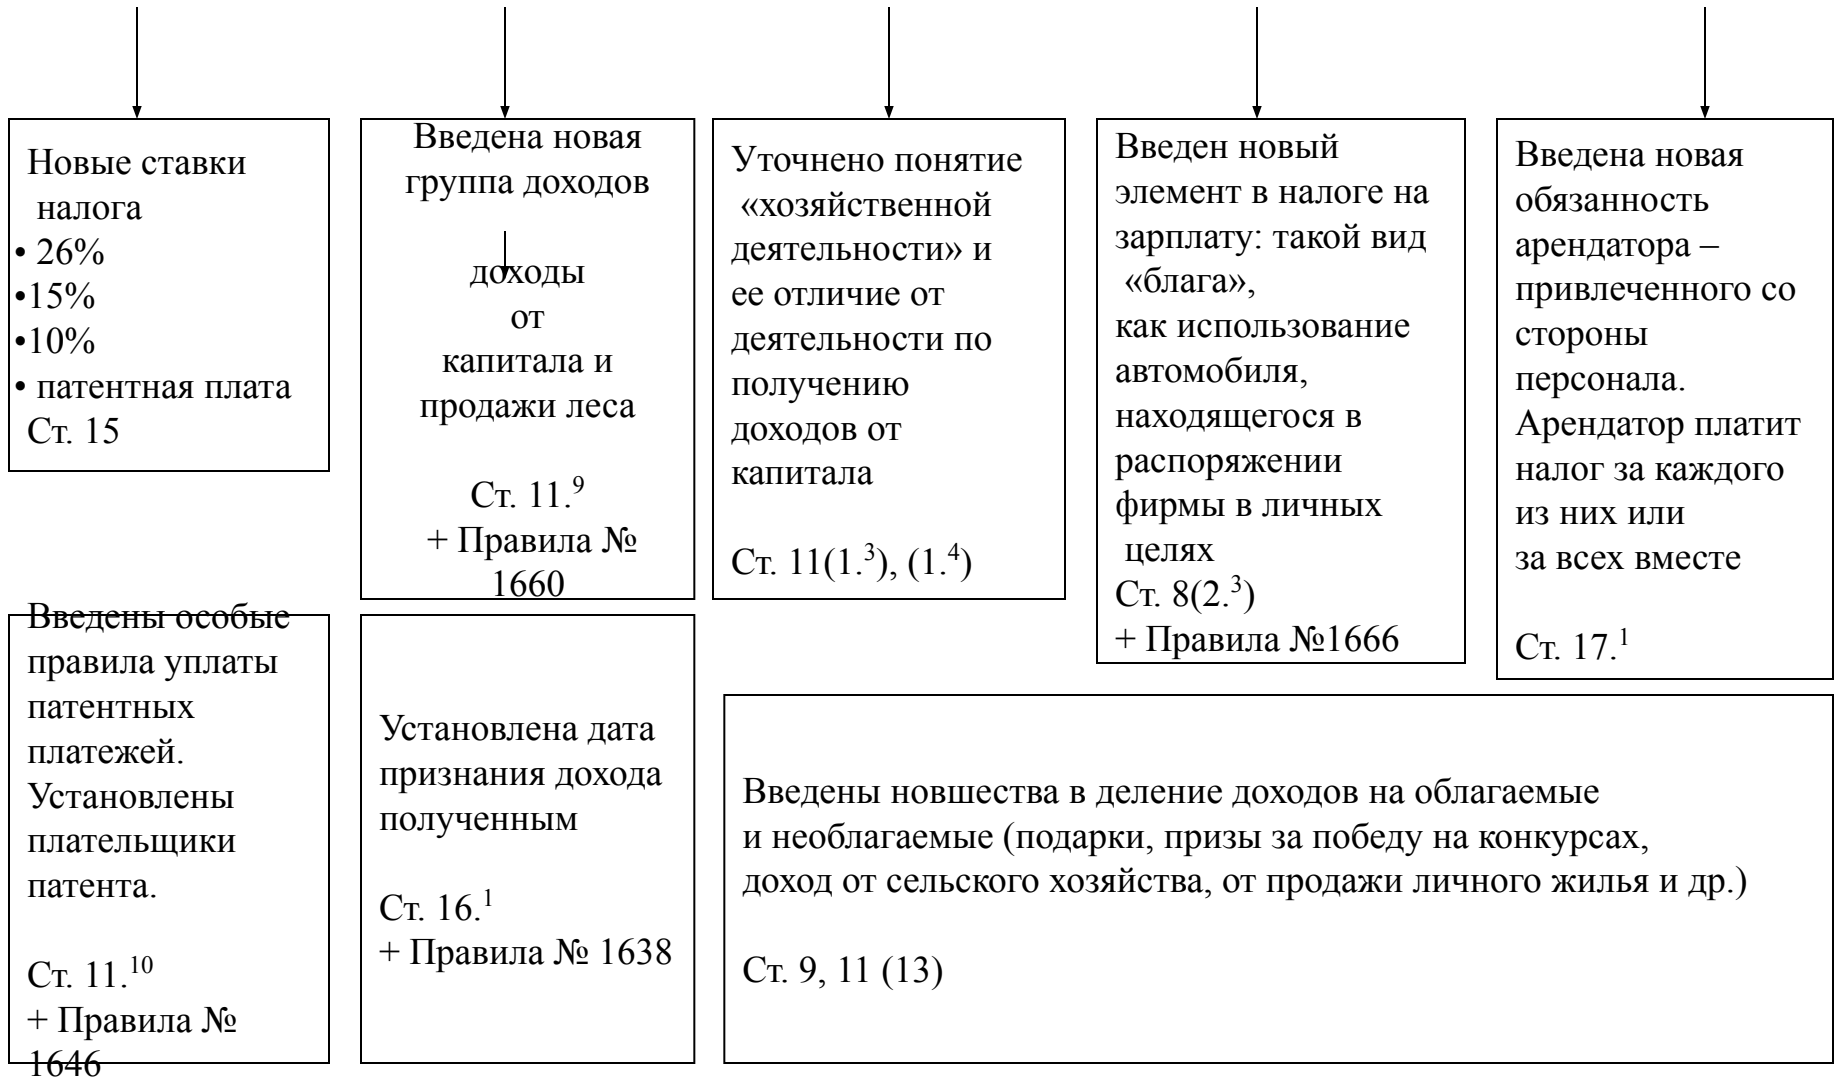 Новые ставки
налога
• 26%
•15%
•10%
• патентная плата
Ст. 15
Введена новая
группа доходов
доходы
от
капитала и
продажи леса
Ст. 11.⁹
+ Правила №
1660
Уточнено понятие
«хозяйственной
деятельности» и
ее отличие от
деятельности по
получению
доходов от
капитала
Ст. 11(1.³), (1.⁴)
Введен новый
элемент в налоге на
зарплату: такой вид
«блага»,
как использование
автомобиля,
находящегося в
распоряжении
фирмы в личных
целях
Ст. 8(2.³)
+ Правила №1666
Введена новая
обязанность
арендатора –
привлеченного со
стороны
персонала.
Арендатор платит
налог за каждого
из них или
за всех вместе
Ст. 17.¹
Введены особые
правила уплаты
патентных
платежей.
Установлены
плательщики
патента.
Ст. 11.¹⁰
+ Правила №
1646
Установлена дата
признания дохода
полученным
Ст. 16.¹
+ Правила № 1638
Введены новшества в деление доходов на облагаемые
и необлагаемые (подарки, призы за победу на конкурсах,
доход от сельского хозяйства, от продажи личного жилья и др.)
Ст. 9, 11 (13)